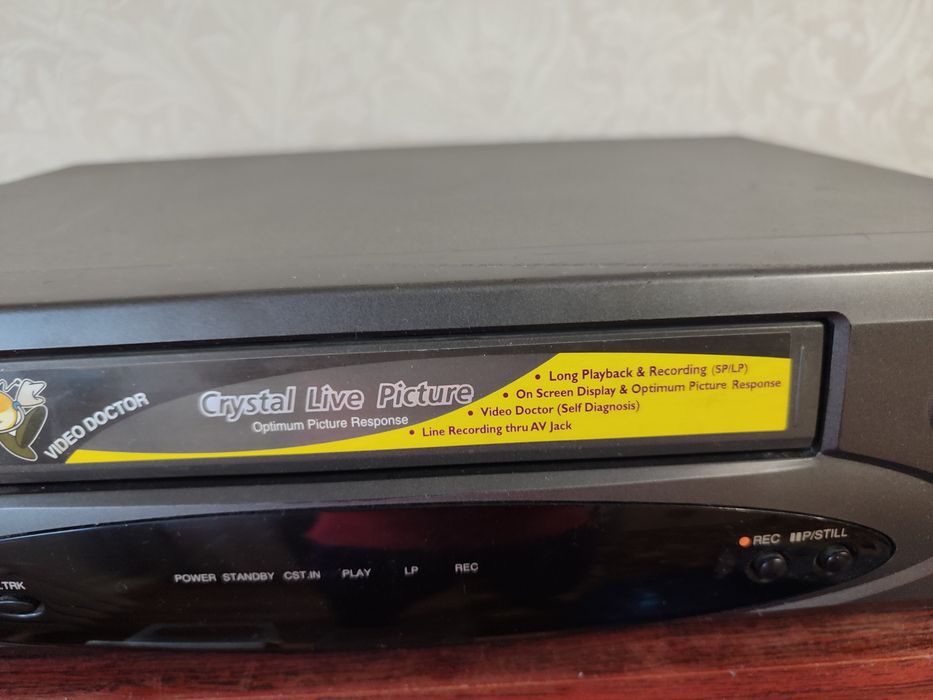 VIDEO DOCTOR
Crystal Live Picture
Optimum Picture Response
• Long Playback & Recording (SP/LP)
• On Screen Display & Optimum Picture Response
• Video Doctor (Self Diagnosis)
• Line Recording thru AV Jack
.TRK
POWER STANDBY CST.IN PLAY LP REC
REC P/STILL